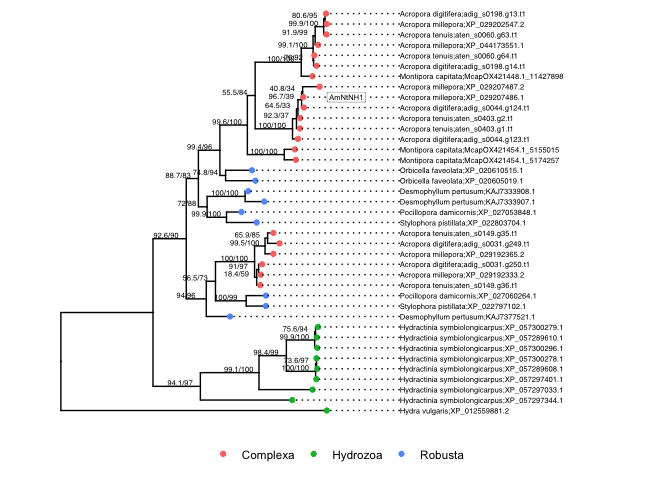 80.6/95 Acropora digitifera;adig_s0198.g13.t1
99.9/100 Acropora millepora;XP_029202547.2
91.9/99 Acropora tenuis;aten_s0060.g63.t1
99.1/100 Acropora millepora;XP_044173551.1
Acropora tenuis;aten_s0060.g64.t1
100/100 Acropora digitifera;adig_s0198.g14.t1
Montipora capitata;McapOX421448.1_11427898
40.8/34 Acropora millepora;XP_029207487.2
55.5/84 96.7/39 AmNtNH1 Acropora millepora;XP_029207486.1
64.5/33 Acropora digitifera;adig_s0044.g124.t1
92.3/37 Acropora tenuis;aten_s0403.g2.t1
99.6/100 100/100 Acropora tenuis;aten_s0403.g1.t1
Acropora digitifera;adig_s0044.g123.t1
99.4/96 100/100 Montipora capitata;McapOX421454.1_5155015
Montipora capitata;McapOX421454.1_5174257
88.7/83 74.8/94 Orbicella faveolata;XP_020610515.1
Orbicella faveolata;XP_020605019.1
100/100 Desmophyllum pertusum;KAJ7333908.1
72/88 Desmophyllum pertusum;KAJ7333907.1
99.9/100 Pocillopora damicornis;XP_027053848.1
Stylophora pistillata;XP_022803704.1
92.6/90 65.9/85 Acropora tenuis;aten_s0149.g35.t1
99.5/100 Acropora digitifera;adig_s0031.g249.t1
Acropora millepora;XP_029192365.2
100/100 91/97 Acropora digitifera;adig_s0031.g250.t1
56.5/73 18.4/59 Acropora millepora;XP_029192333.2
Acropora tenuis;aten_s0149.g36.t1
94/96 100/99 Pocillopora damicornis;XP_027060264.1
Stylophora pistillata;XP_022797102.1
Desmophyllum pertusum;KAJ7377521.1
75.6/94 Hydractinia symbiolongicarpus;XP_057300279.1
99.9/100 Hydractinia symbiolongicarpus;XP_057289610.1
Hydractinia symbiolongicarpus;XP_057300296.1
98.4/99 73.6/97 Hydractinia symbiolongicarpus;XP_057300278.1
99.1/100 100/100 Hydractinia symbiolongicarpus;XP_057289608.1
Hydractinia symbiolongicarpus;XP_057297401.1
94.1/97 Hydractinia symbiolongicarpus;XP_057297033.1
Hydractinia symbiolongicarpus;XP_057297344.1
Hydra vulgaris;XP_012559881.2
Complexa Hydrozoa Robusta